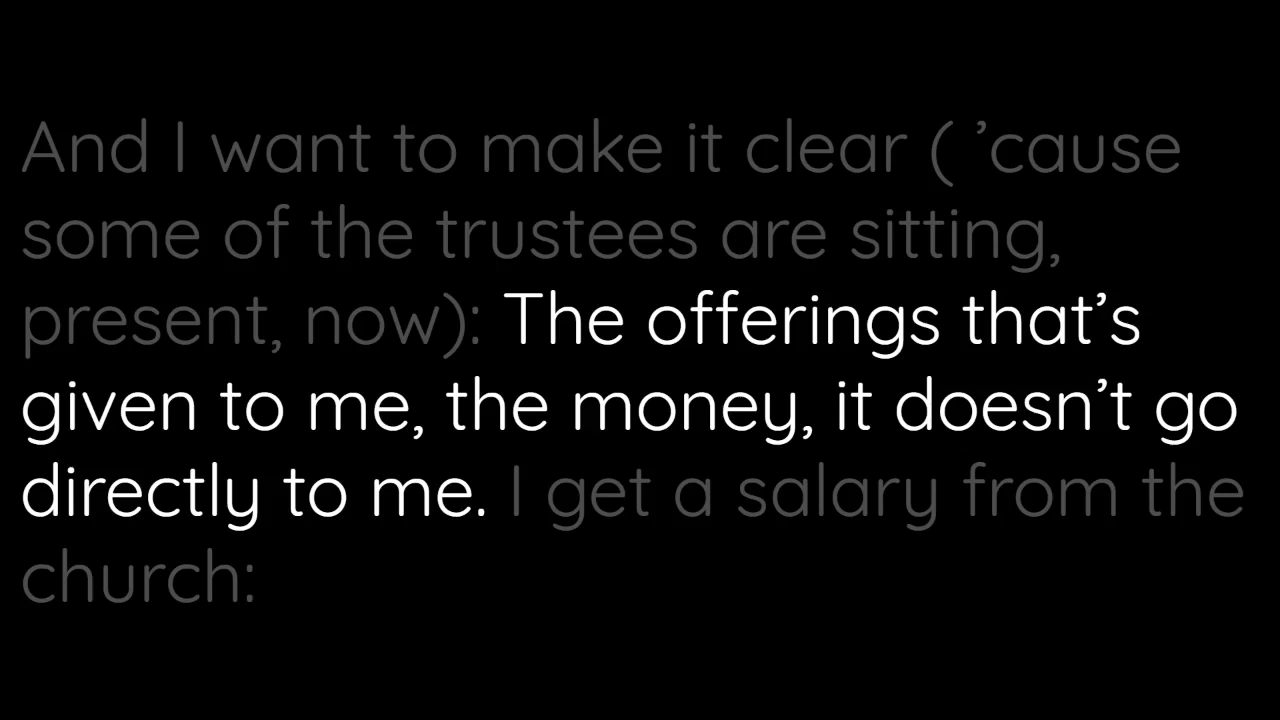 And I want to make it clear ( ’cause
some of the trustees are sitting,
present, now): The offerings that’s
given to me, the money, it doesn’t go
directly to me. I get a salary from the
church: